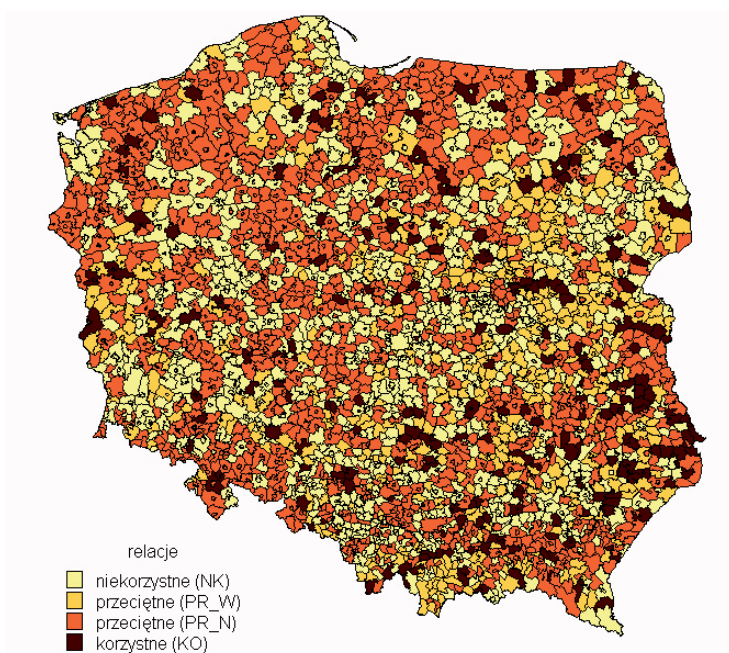 relacje
niekorzystne (NK)
przeciętne (PR_W)
przeciętne (PR_N)
korzystne (KO)